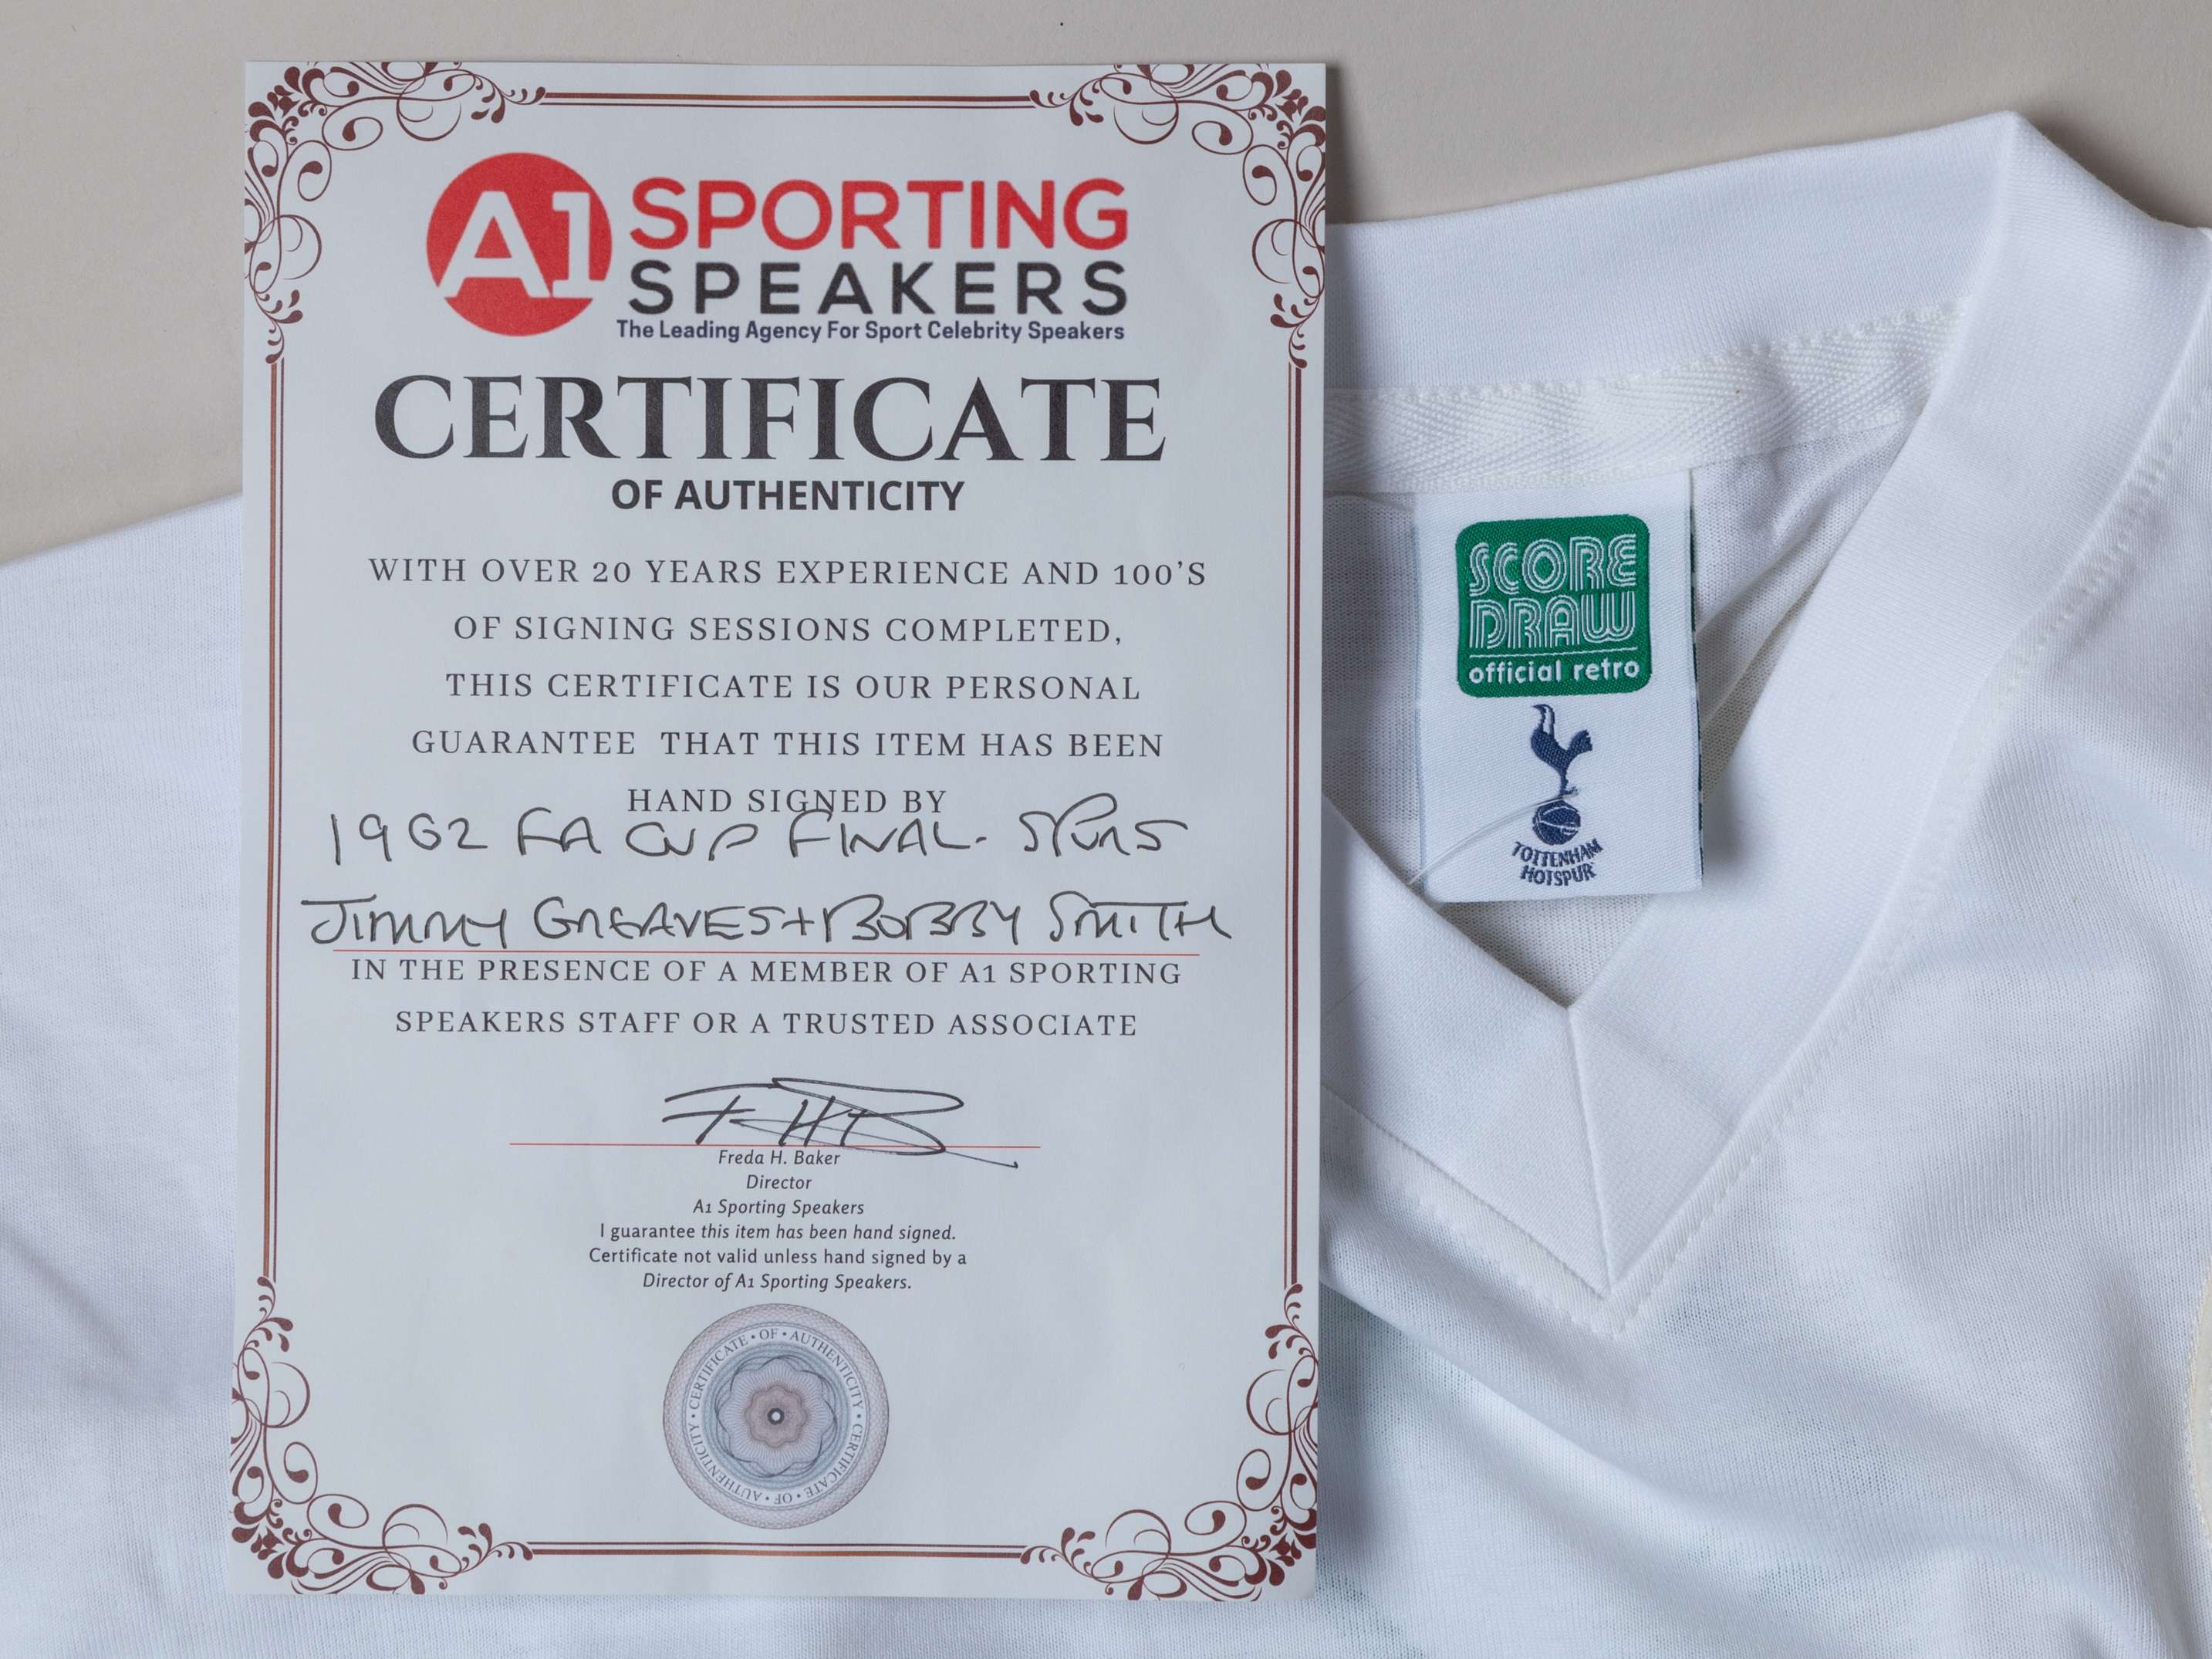 A1 SPORTING
SPEAKERS
The Leading Agency For Sport Celebrity Speakers
CERTIFICATE
OF AUTHENTICITY
WITH OVER 20 YEARS EXPERIENCE AND 100'S
OF SIGNING SESSIONS COMPLETED,
THIS CERTIFICATE IS OUR PERSONAL
GUARANTEE THAT THIS ITEM HAS BEEN
HAND SIGNED BY
1962 FA CUP FINAL- SPURS
JIMMY GREAVES + BOBBY SMITH
IN THE PRESENCE OF A MEMBER OF A1 SPORTING
SPEAKERS STAFF OR A TRUSTED ASSOCIATE
Freda H. Baker
Director
A1 Sporting Speakers
I guarantee this item has been hand signed.
Certificate not valid unless hand signed by a
Director of A1 Sporting Speakers.
CERTIFICATE • OF • AUTHENTICITY • CERTIFICATE • OF • AUTHENTICITY •
SCORE
DRAW
official retro
TOTTENHAM
HOTSPUR